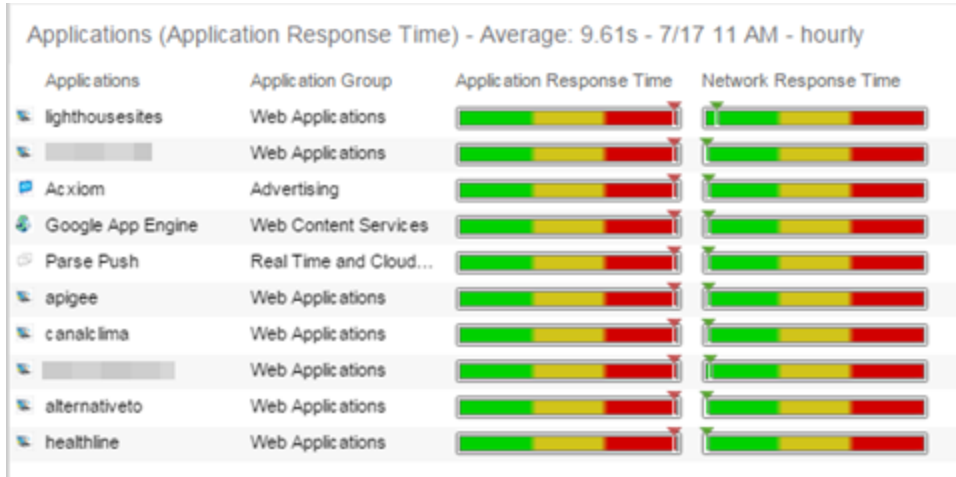 Applications (Application Response Time) - Average: 9.61s - 7/17 11 AM - hourly
Applications Application Group Application Response Time Network Response Time
lighthousesites Web Applications
Web Applications
Acxiom Advertising
Google App Engine Web Content Services
Parse Push Real Time and Cloud...
apigee Web Applications
canalclima Web Applications
Web Applications
alternativeto Web Applications
healthline Web Applications